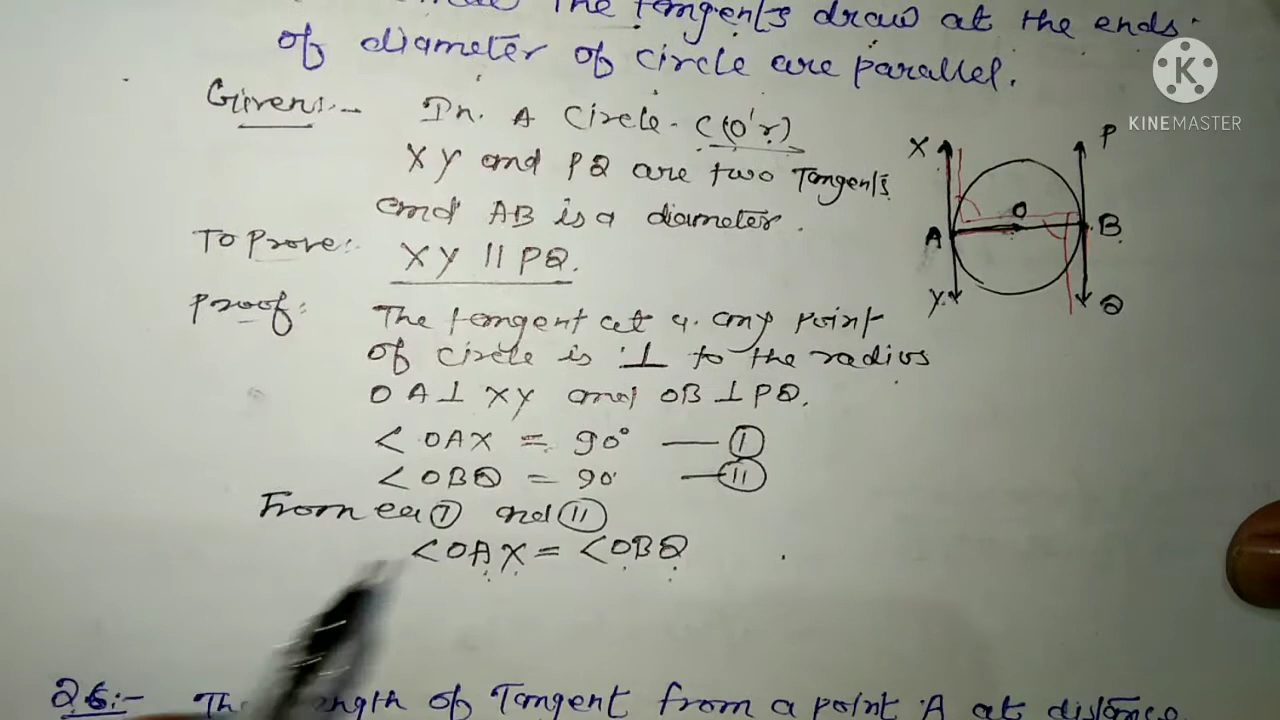 The tangents draw at the ends
of diameter of circle are parallel.
Given:- In. A Circle. C(O'r)
XY and PQ are two Tangents
and AB is a diameter.
To Prove: XY || PQ.
Proof: The tangent at any point
of circle is ⊥ to the radius
OA⊥ XY and OB⊥PQ.
<OAX = 90° — I
<OBQ = 90° — II
From eq I and II
<OAX = <OBQ
Q6:- The length of Tangent from a point A at distance
X
P
O
A
B
Y
Q
K
KINEMASTER